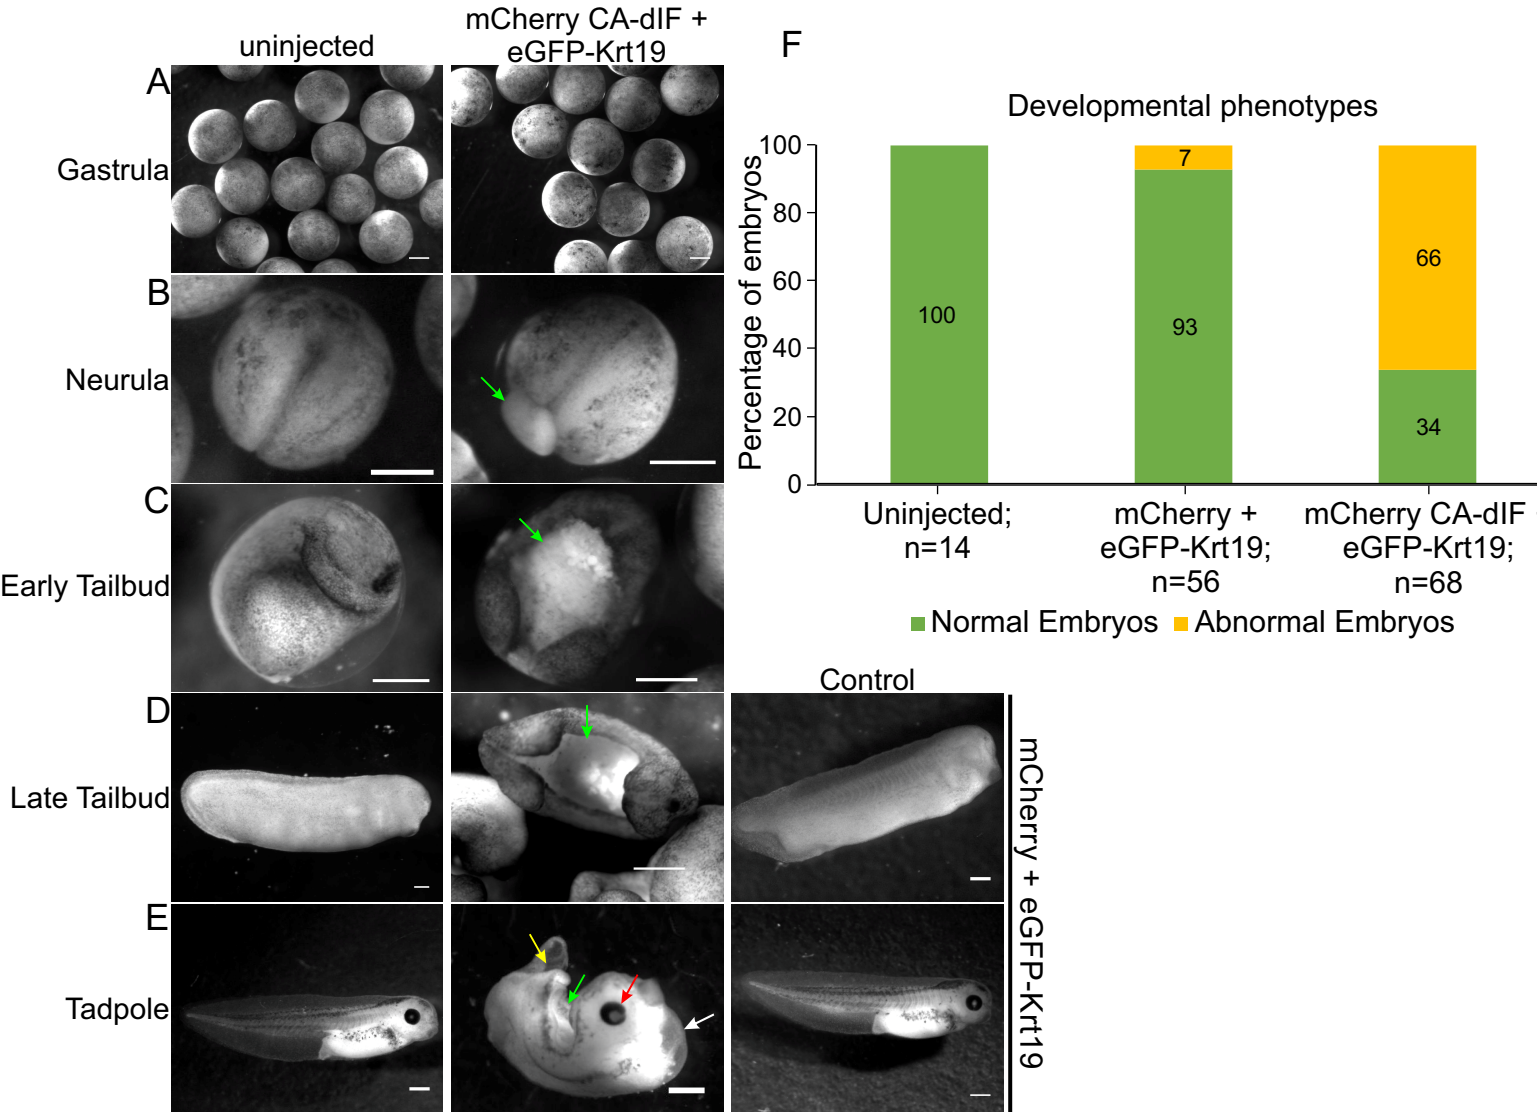 uninjected
mCherry CA-dIF +
eGFP-Krt19
A
Gastrula
B
Neurula
C
Early Tailbud
D
Late Tailbud
E
Tadpole
F
Developmental phenotypes
Percentage of embryos
100
80
60
40
20
0
100
7
93
66
34
Uninjected;
n=14
mCherry +
eGFP-Krt19;
n=56
mCherry CA-dIF
eGFP-Krt19;
n=68
Normal Embryos
Abnormal Embryos
Control
mCherry + eGFP-Krt19